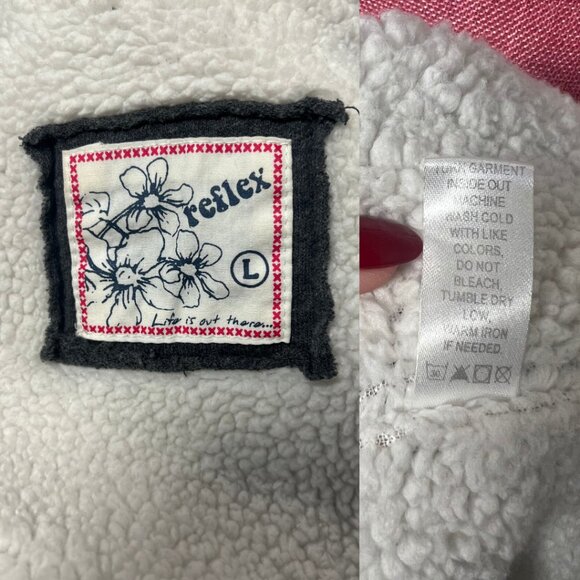 reflex
L
Life is out there...
TURN GARMENT
INSIDE OUT
MACHINE
WASH COLD
WITH LIKE
COLORS,
DO NOT
BLEACH,
TUMBLE DRY
LOW,
WARM IRON
IF NEEDED.